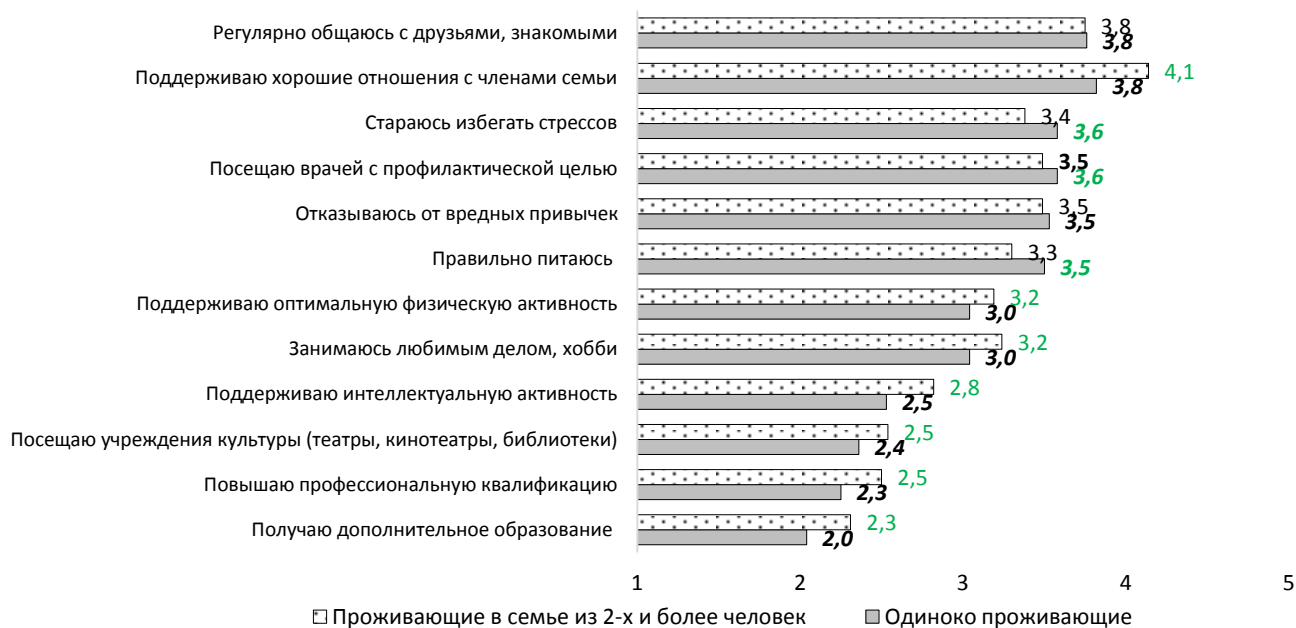 Регулярно общаюсь с друзьями, знакомыми
3,8
3,8
Поддерживаю хорошие отношения с членами семьи
4,1
3,8
Стараюсь избегать стрессов
3,4
3,6
Посещаю врачей с профилактической целью
3,5
3,6
Отказываюсь от вредных привычек
3,5
3,5
Правильно питаюсь
3,3
3,5
Поддерживаю оптимальную физическую активность
3,2
3,0
Занимаюсь любимым делом, хобби
3,2
3,0
Поддерживаю интеллектуальную активность
2,8
2,5
Посещаю учреждения культуры (театры, кинотеатры, библиотеки)
2,5
2,4
Повышаю профессиональную квалификацию
2,5
2,3
Получаю дополнительное образование
2,3
2,0
1 2 3 4 5
Проживающие в семье из 2-х и более человек Одиноко проживающие